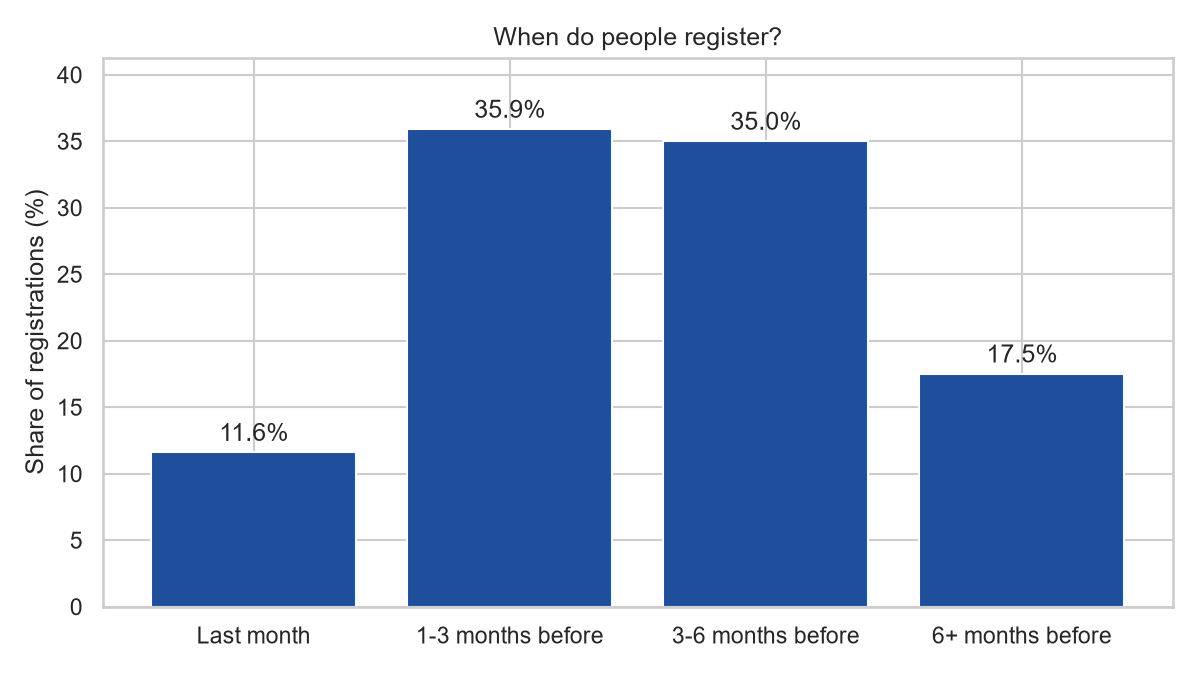 When do people register?
Share of registrations (%)
40
35
30
25
20
15
10
5
0
11.6%
35.9%
35.0%
17.5%
Last month
1-3 months before
3-6 months before
6+ months before